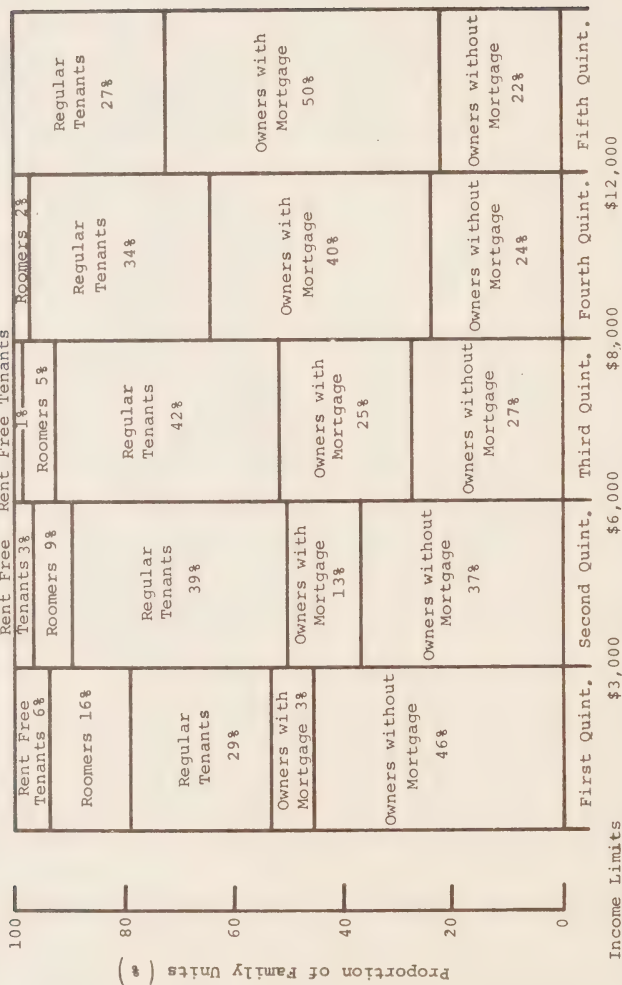 Rent Free Rent Free Tenants
Rent Free
Tenants 6%
Roomers 16%
Regular
Tenants
29%
Owners with
Mortgage 3%
Owners without
Mortgage
46%
First Quint.
Tenants 3%
Roomers 9%
Regular
Tenants
39%
Owners with
Mortgage
13%
Owners without
Mortgage
37%
Second Quint.
1%
Roomers 5%
Regular
Tenants
42%
Owners with
Mortgage
25%
Owners without
Mortgage
27%
Third Quint.
Roomers 2%
Regular
Tenants
34%
Owners with
Mortgage
40%
Owners without
Mortgage
24%
Fourth Quint.
Regular
Tenants
27%
Owners with
Mortgage
50%
Owners without
Mortgage
22%
Fifth Quint.
100
80
60
40
20
0
Proportion of Family Units (%)
Income Limits $3,000 $6,000 $8,000 $12,000